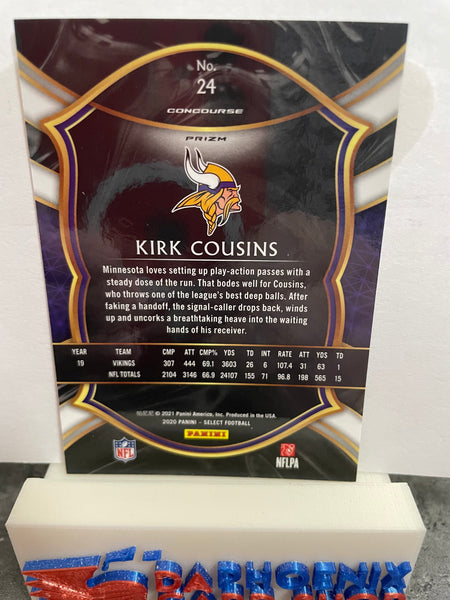 No.
24
CONCOURSE
PRIZM
KIRK COUSINS
Minnesota loves setting up play-action passes with a
steady dose of the run. That bodes well for Cousins,
who throws one of the league's best deep balls. After
faking a handoff, the signal-caller drops back, winds
up and uncorks a breathtaking heave into the waiting
hands of his receiver.
YEAR TEAM CMP ATT CMP% YDS TD INT RATE ATT YDS TD
19 VIKINGS 307 444 69.1 3603 26 6 107.4 31 63 1
NFL TOTALS 2104 3146 66.9 24107 155 71 96.8 198 565 15
© 2021 Panini America, Inc. Produced in the USA.
2020 PANINI - SELECT FOOTBALL
PANINI
NFL
NFLPA
DAPHOENIX